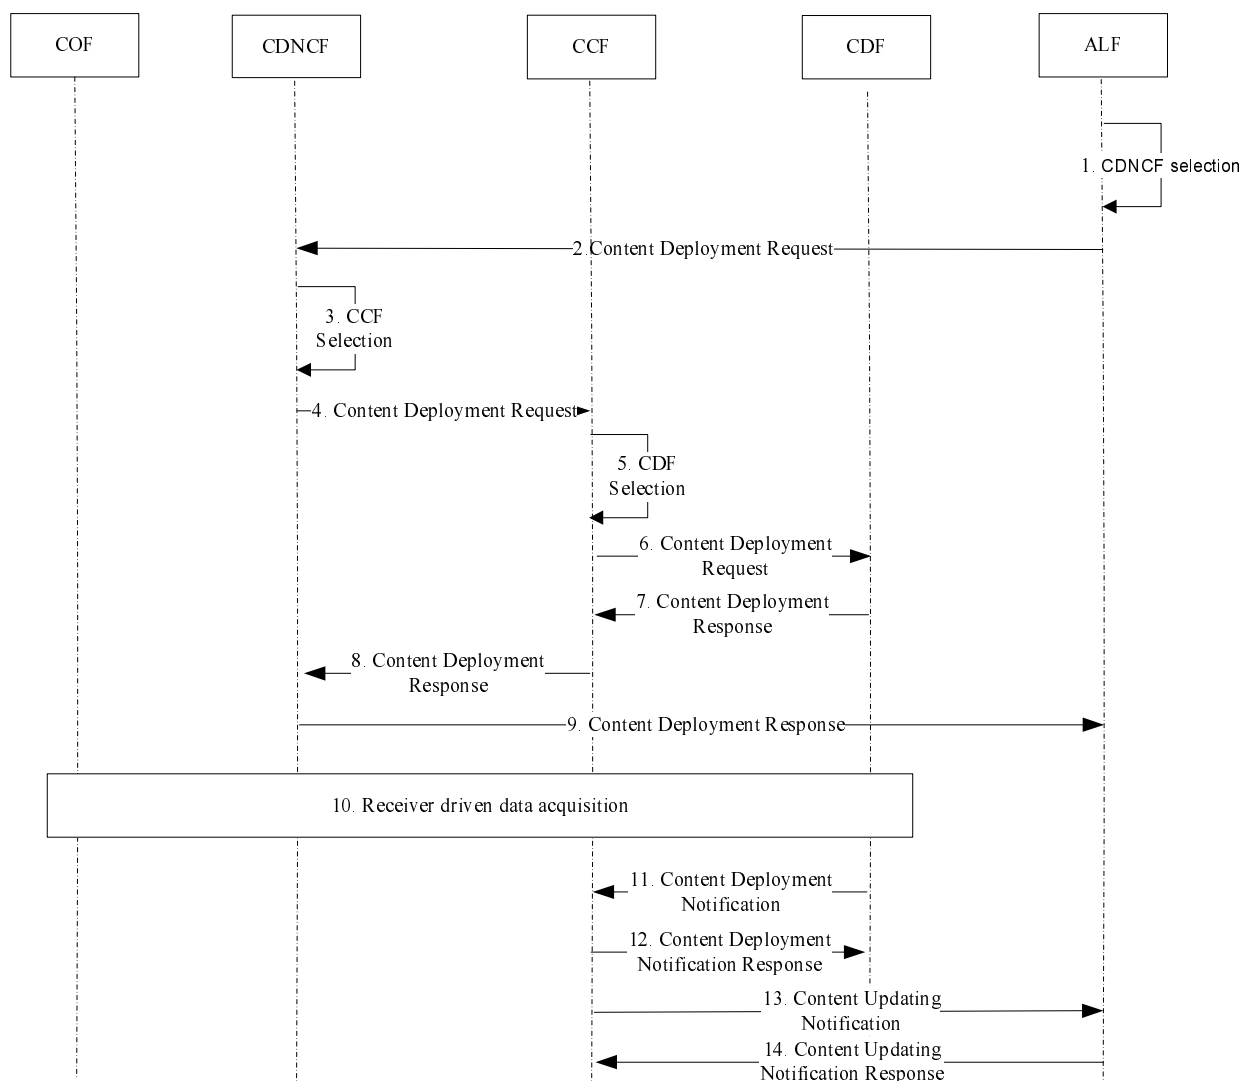 COF
CDNCF
CCF
CDF
ALF
1. CDNCF selection
2.Content Deployment Request
3. CCF
Selection
4. Content Deployment Request
5. CDF
Selection
6. Content Deployment
Request
7. Content Deployment
Response
8. Content Deployment
Response
9. Content Deployment Response
10. Receiver driven data acquisition
11. Content Deployment
Notification
12. Content Deployment
Notification Response
13. Content Updating
Notification
14. Content Updating
Notification Response